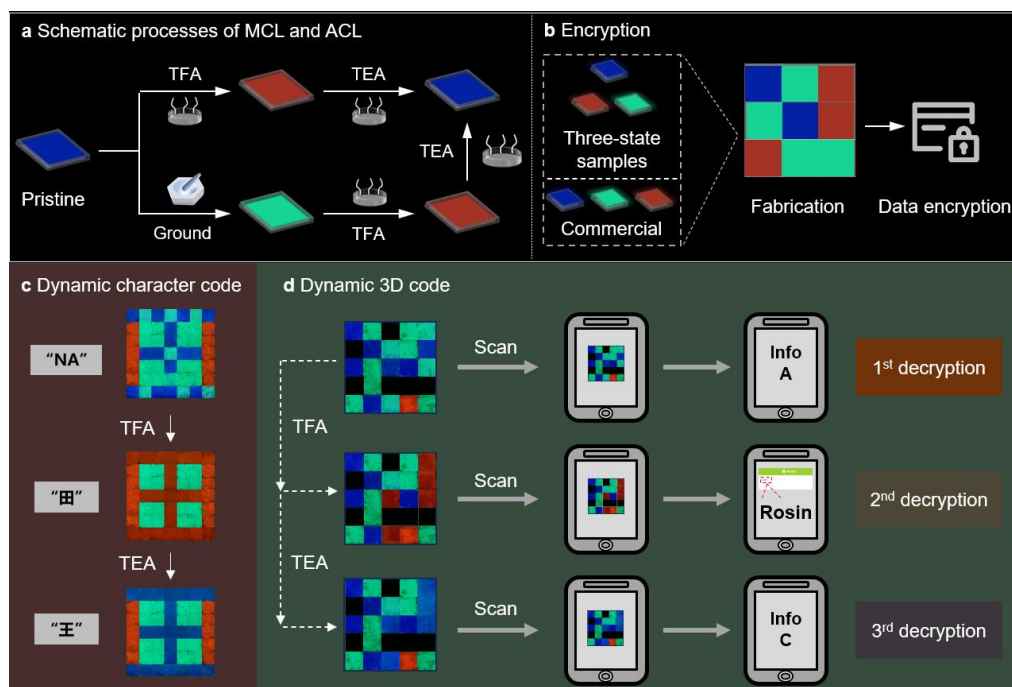 a Schematic processes of MCL and ACL
TFA
TEA
Pristine
TEA
Ground
TFA
b Encryption
Three-state
samples
Commercial
Fabrication
Data encryption
c Dynamic character code
“NA”
TFA
“田”
TEA
“王”
d Dynamic 3D code
TFA
TEA
Scan
Info
A
1st decryption
Scan
Rosin
2nd decryption
Scan
Info
C
3rd decryption